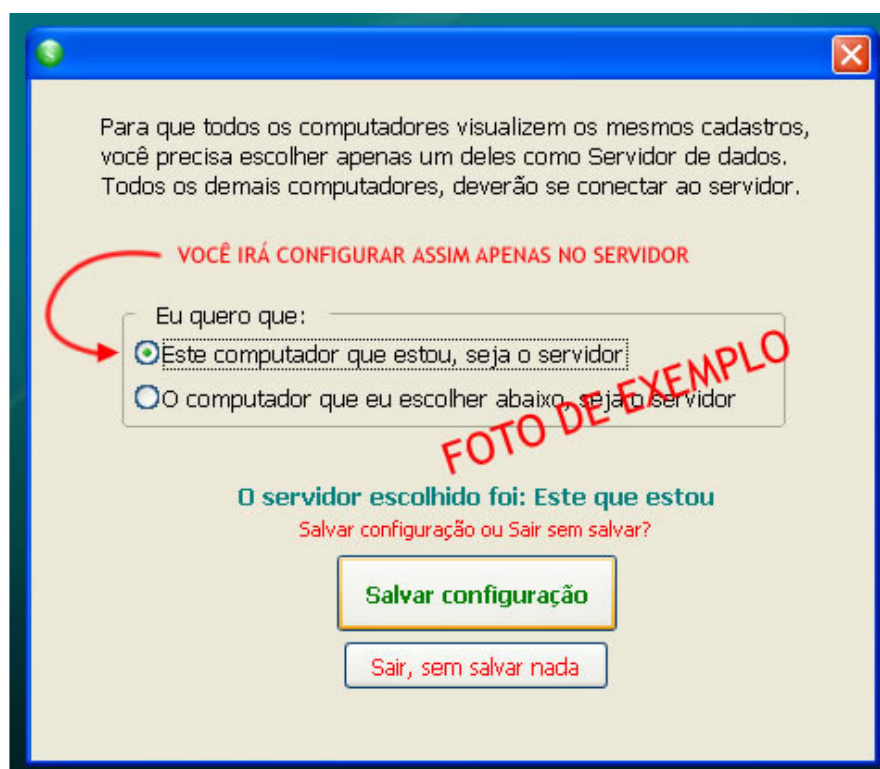 Para que todos os computadores visualizem os mesmos cadastros,
você precisa escolher apenas um deles como Servidor de dados.
Todos os demais computadores, deverão se conectar ao servidor.
VOCÊ IRÁ CONFIGURAR ASSIM APENAS NO SERVIDOR
Eu quero que:
Este computador que estou, seja o servidor
O computador que eu escolher abaixo, seja o servidor
FOTO DE EXEMPLO
O servidor escolhido foi: Este que estou
Salvar configuração ou Sair sem salvar?
Salvar configuração
Sair, sem salvar nada